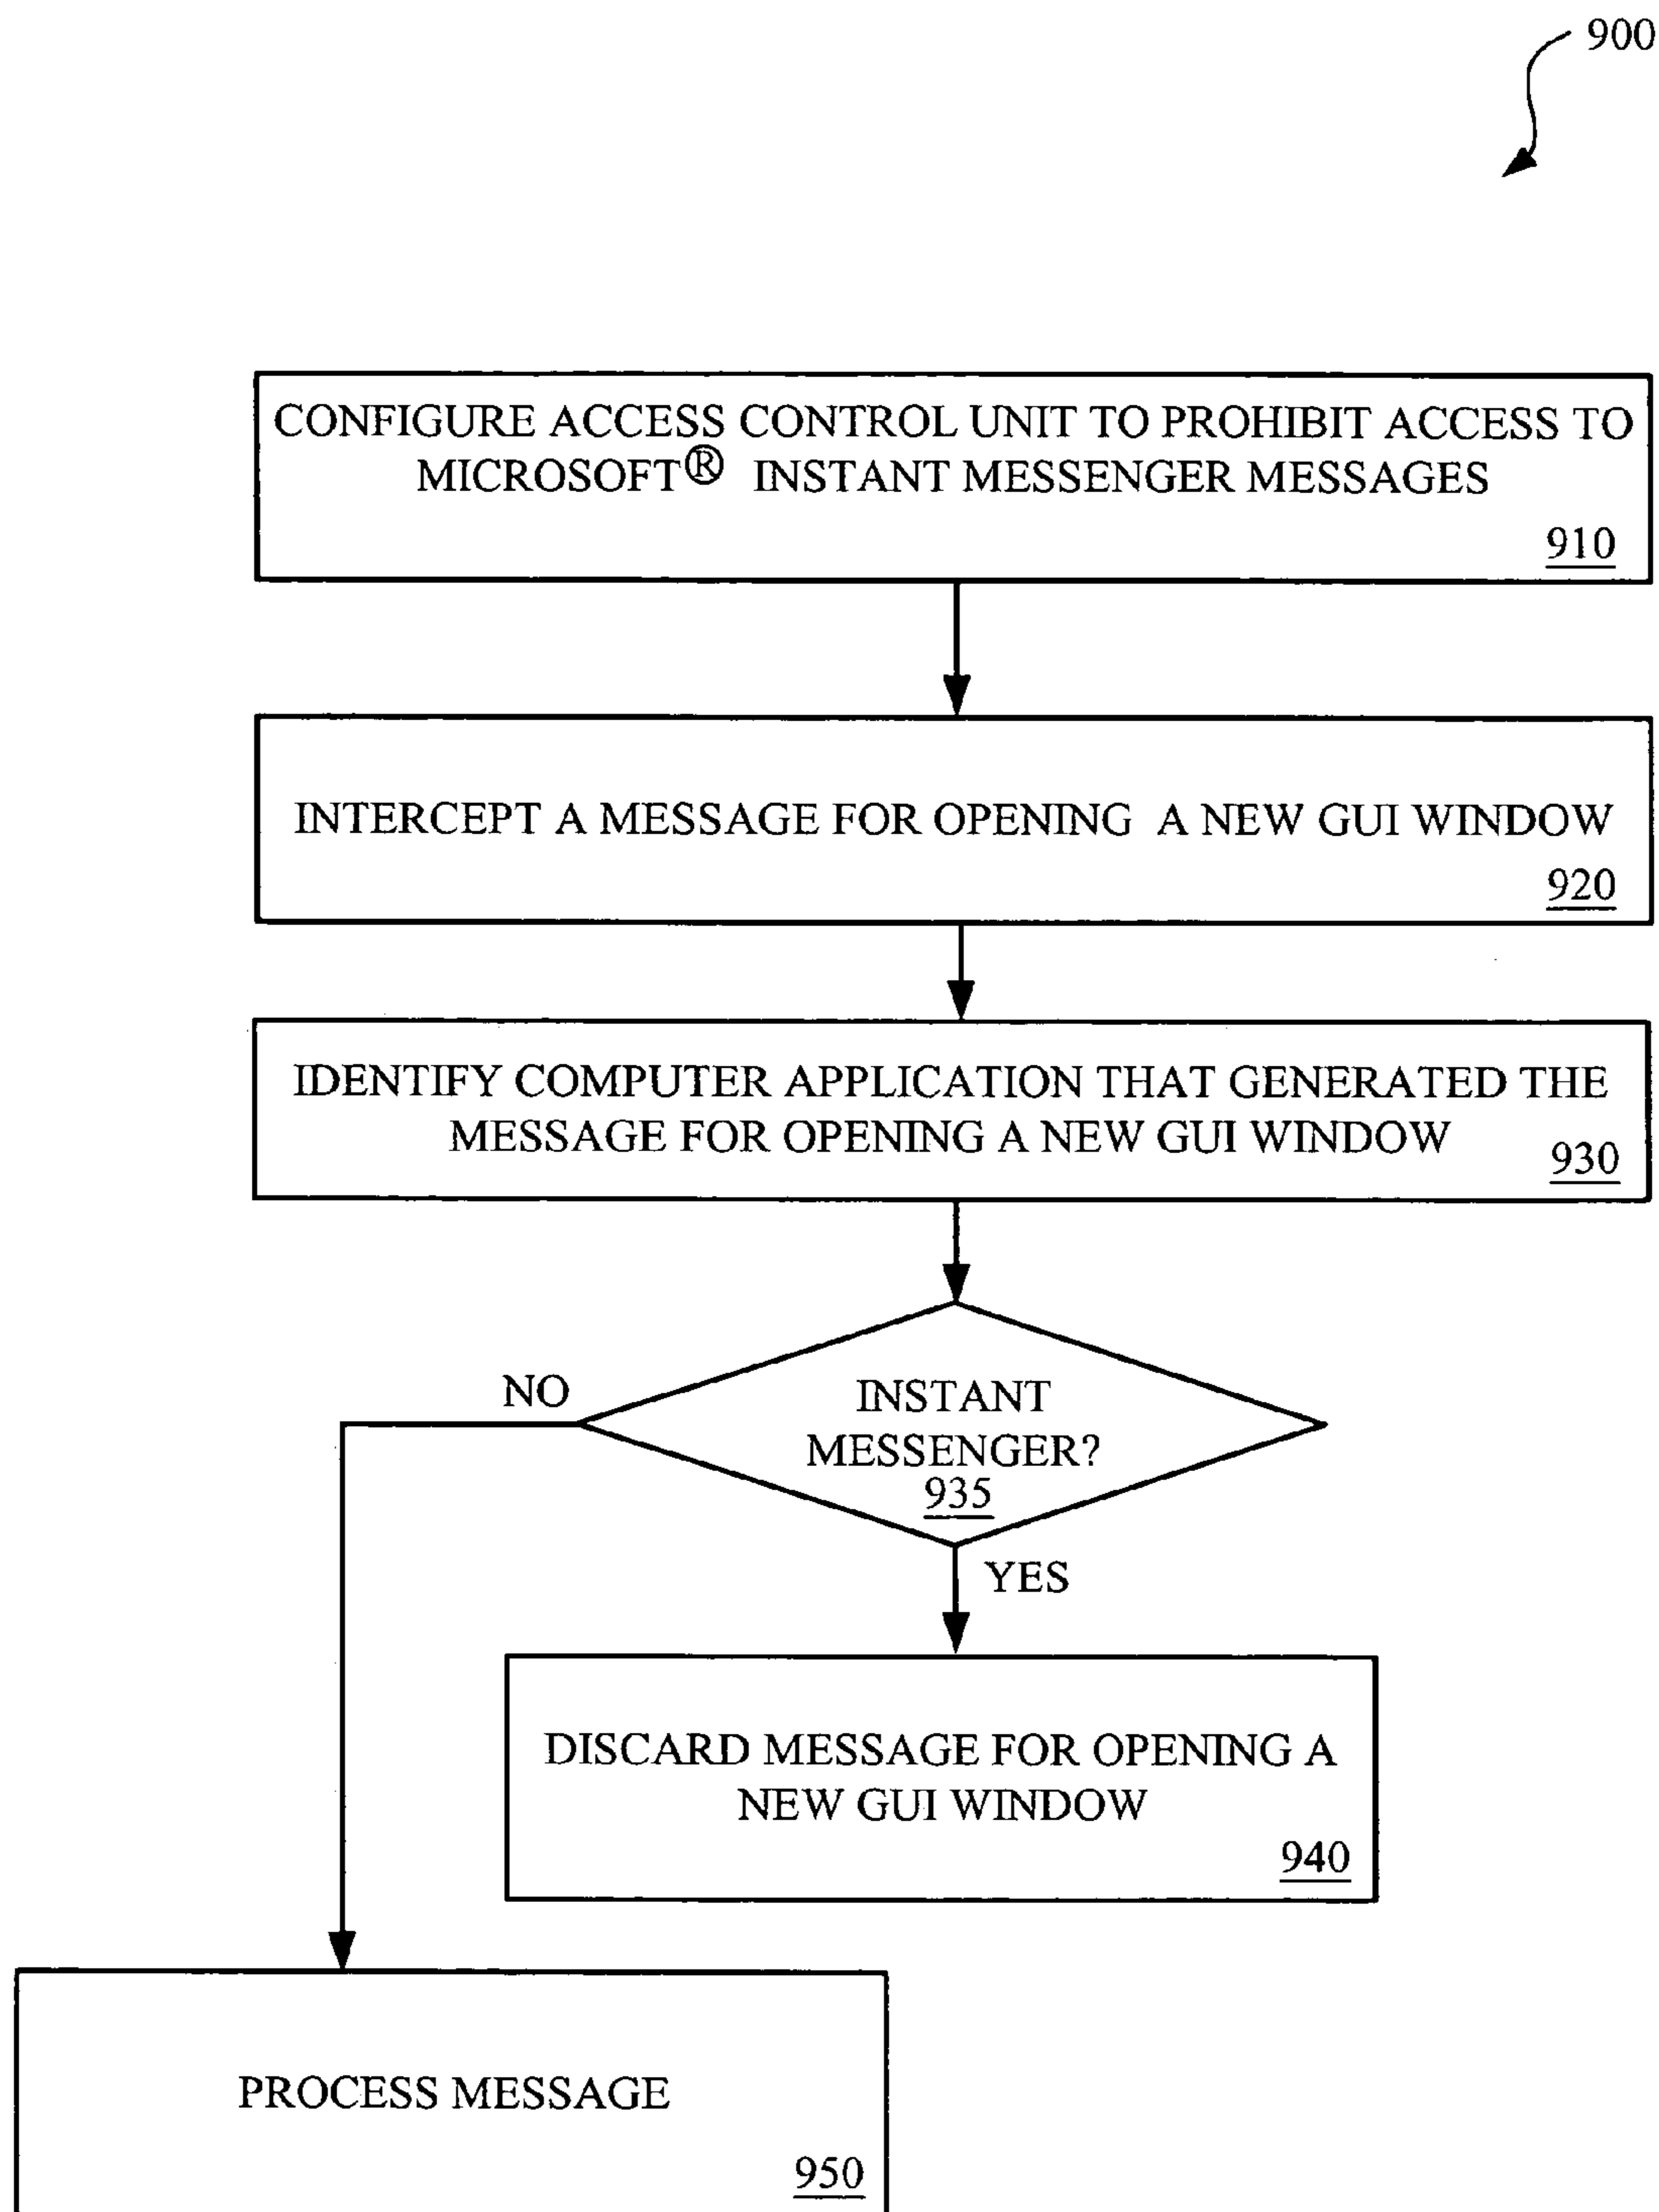 900
CONFIGURE ACCESS CONTROL UNIT TO PROHIBIT ACCESS TO
MICROSOFT® INSTANT MESSENGER MESSAGES
910
INTERCEPT A MESSAGE FOR OPENING A NEW GUI WINDOW
920
IDENTIFY COMPUTER APPLICATION THAT GENERATED THE
MESSAGE FOR OPENING A NEW GUI WINDOW
930
NO
INSTANT
MESSENGER?
935
YES
DISCARD MESSAGE FOR OPENING A
NEW GUI WINDOW
940
PROCESS MESSAGE
950